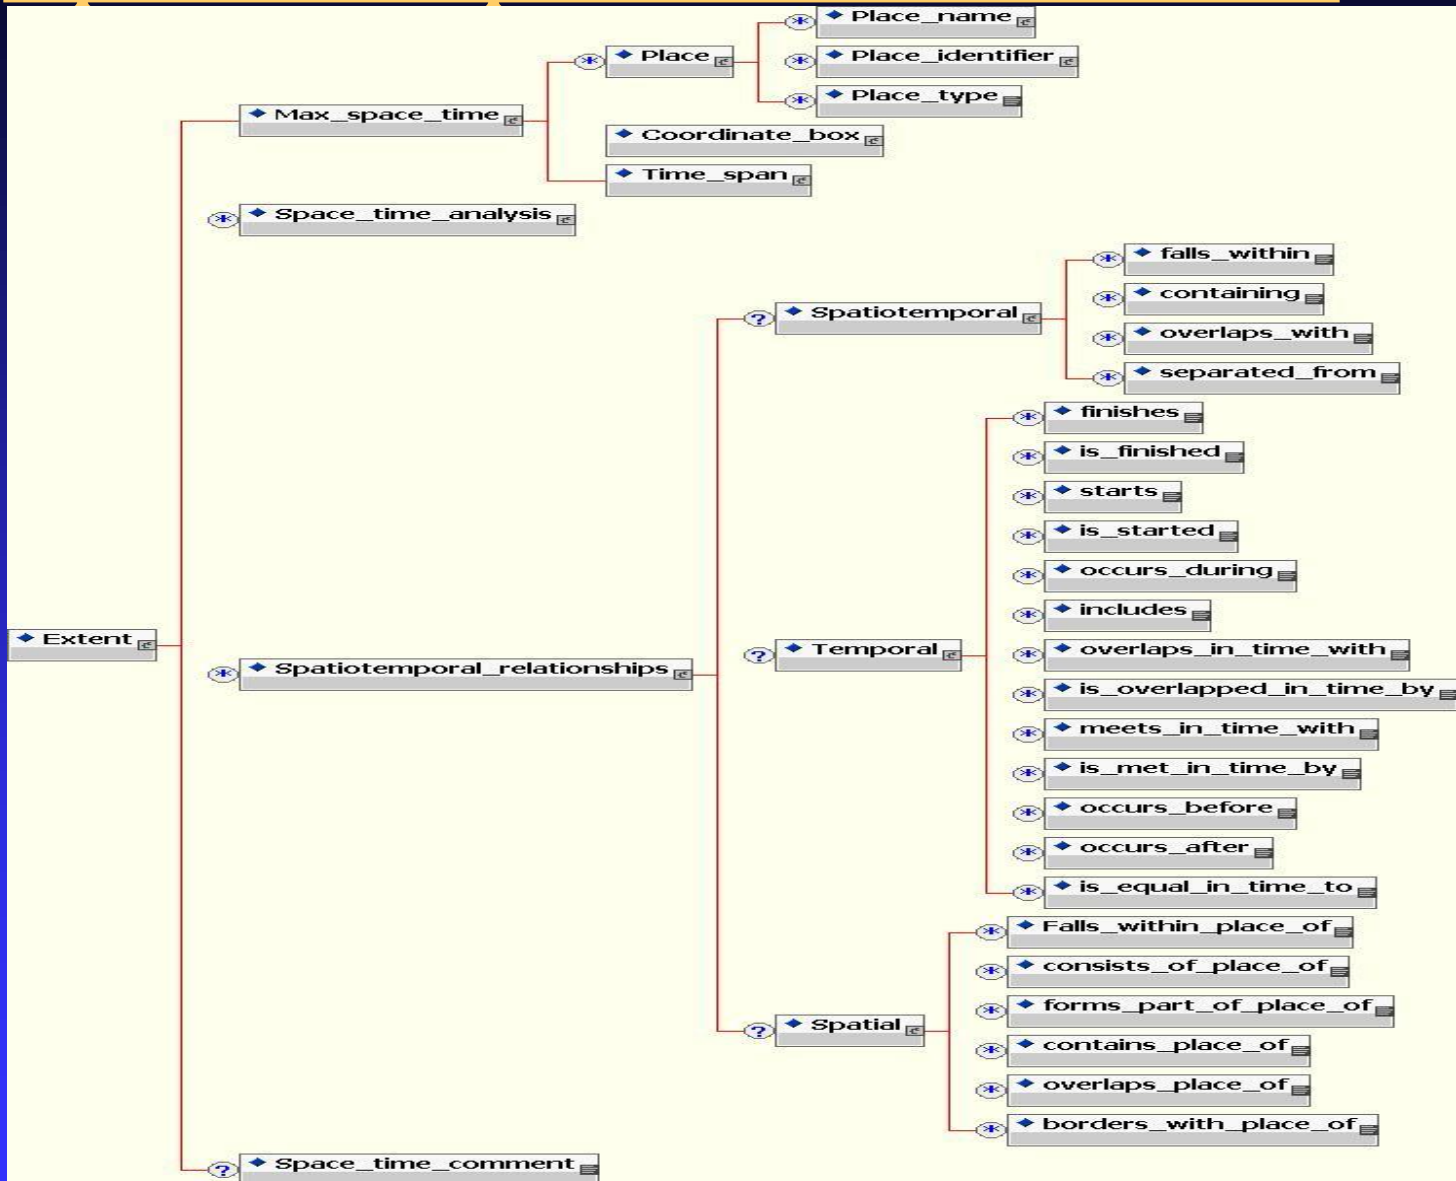 Place_name
Place
Place_identifier
Place_type
Max_space_time
Coordinate_box
Time_span
Space_time_analysis
falls_within
containing
Spatiotemporal
overlaps_with
separated_from
finishes
is_finished
starts
is_started
occurs_during
includes
Extent
Spatiotemporal_relationships
Temporal
overlaps_in_time_with
is_overlapped_in_time_by
meets_in_time_with
is_met_in_time_by
occurs_before
occurs_after
is_equal_in_time_to
Falls_within_place_of
consists_of_place_of
forms_part_of_place_of
Spatial
contains_place_of
overlaps_place_of
borders_with_place_of
Space_time_comment